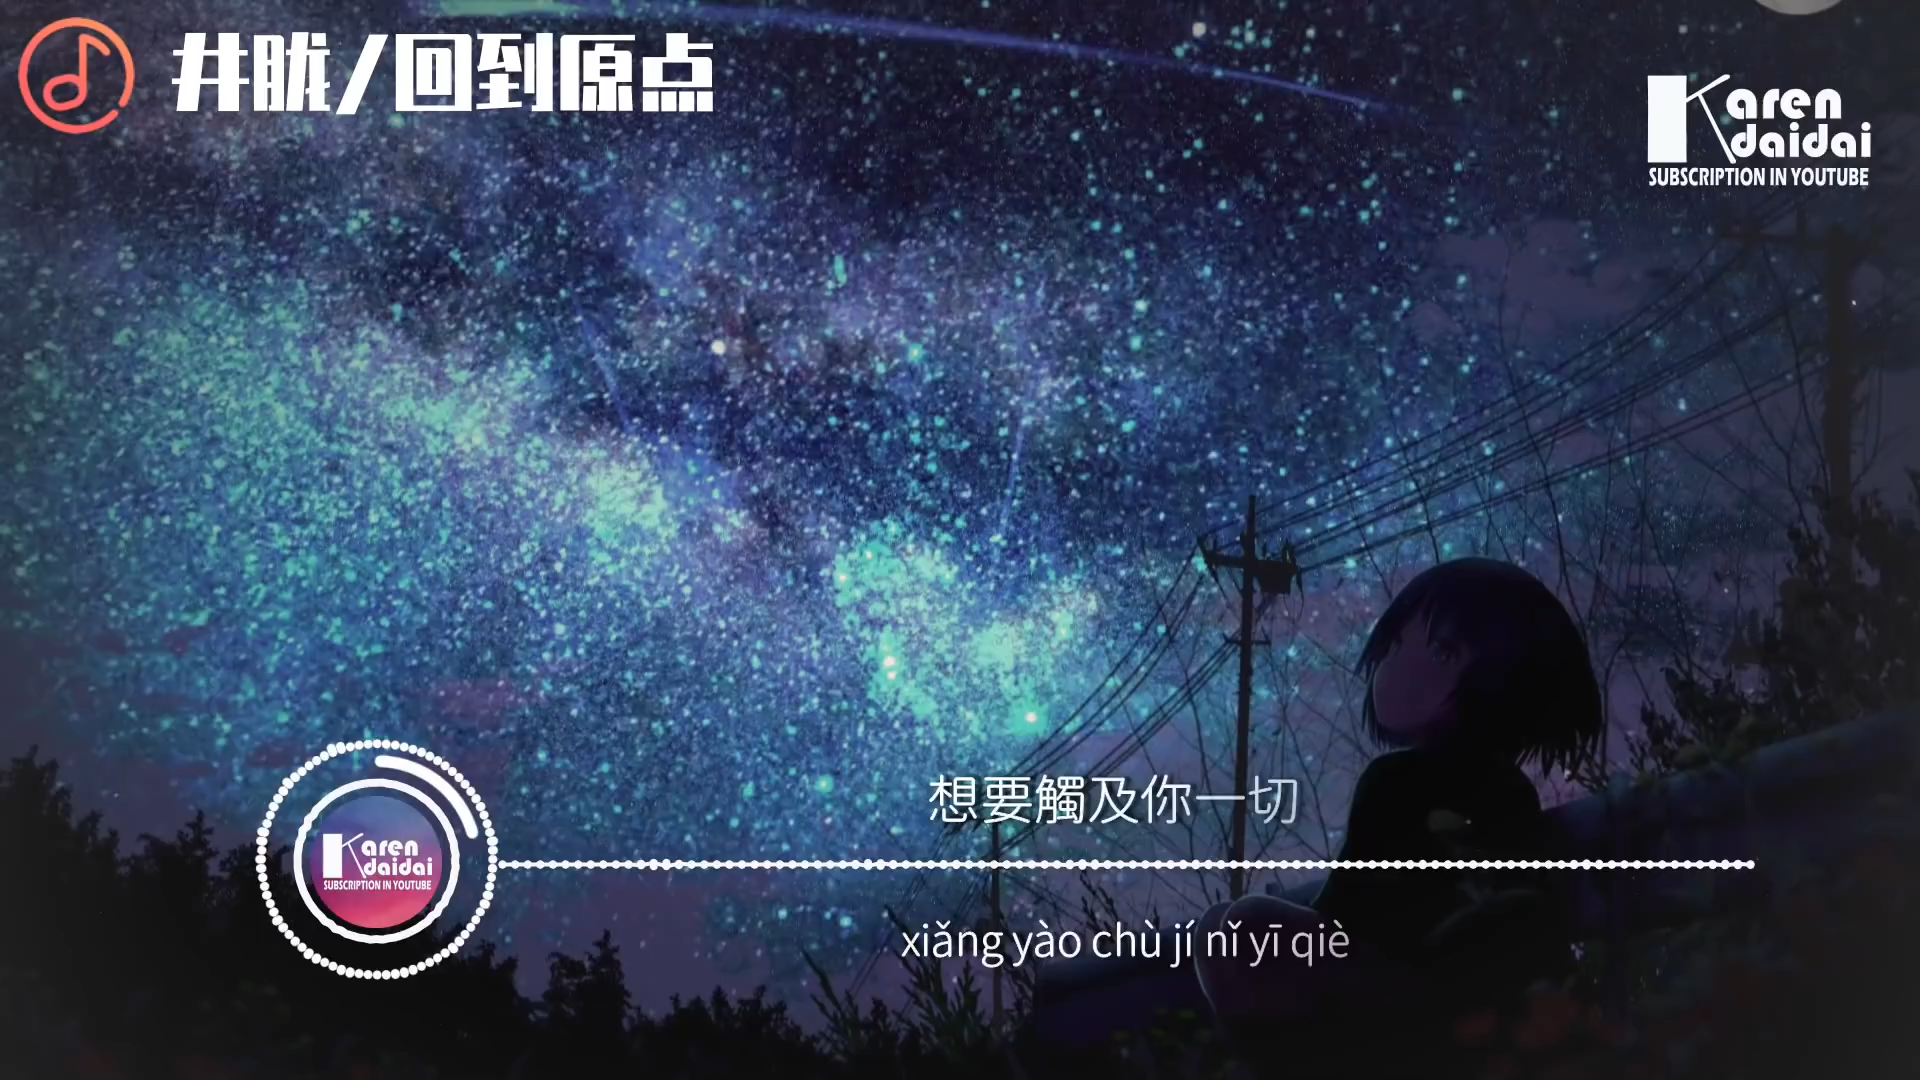 井胧/回到原点
Karen
daidai
SUBSCRIPTION IN YOUTUBE
想要觸及你一切
Karen
daidai
SUBSCRIPTION IN YOUTUBE
xiǎng yào chù jí nǐ yī qiè